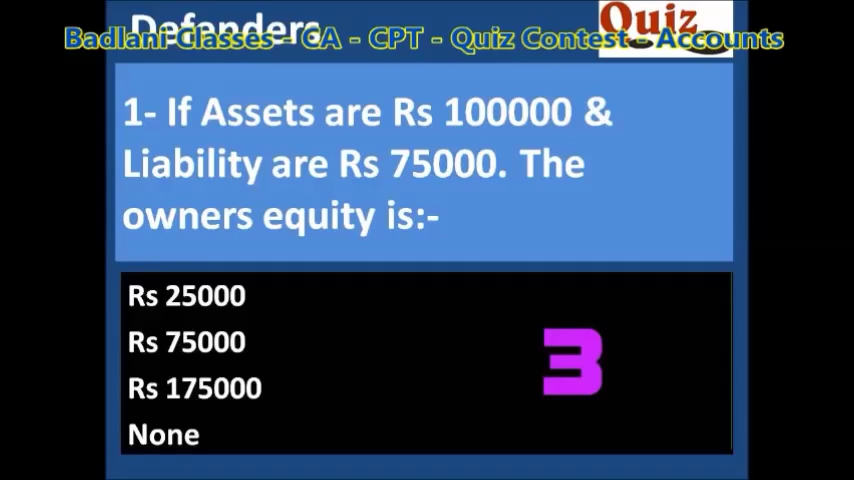 Defenders
Quiz
Badlani Classes - CA - CPT - Quiz Contest - Accounts
1- If Assets are Rs 100000 &
Liability are Rs 75000. The
owners equity is:-
Rs 25000
Rs 75000
Rs 175000
None
3